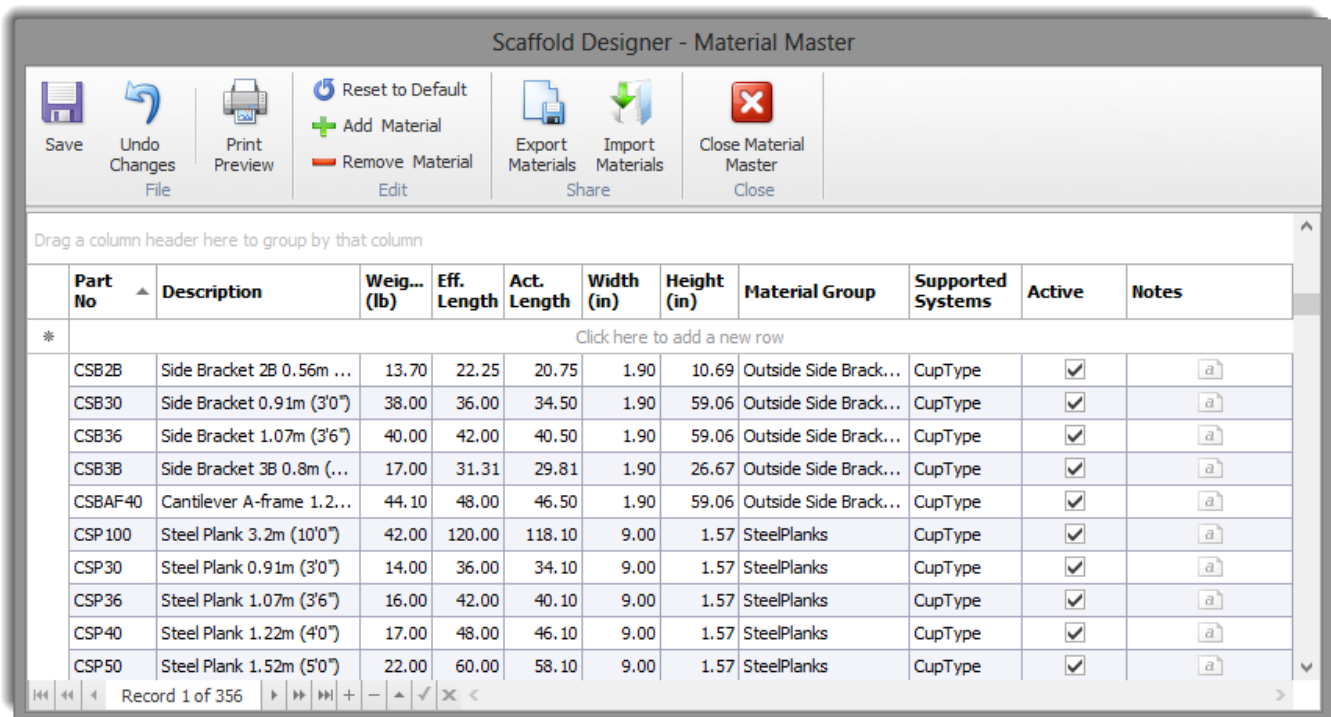 Scaffold Designer - Material Master
Save
Undo Changes
Print Preview
File
Reset to Default
Add Material
Remove Material
Edit
Export Materials
Import Materials
Share
Close Material Master
Close
Drag a column header here to group by that column
Part No Description Weig... (lb) Eff. Length Act. Length Width (in) Height (in) Material Group Supported Systems Active Notes
Click here to add a new row
CSB2B Side Bracket 2B 0.56m ... 13.70 22.25 20.75 1.90 10.69 Outside Side Brack... CupType a
CSB30 Side Bracket 0.91m (3'0") 38.00 36.00 34.50 1.90 59.06 Outside Side Brack... CupType a
CSB36 Side Bracket 1.07m (3'6") 40.00 42.00 40.50 1.90 59.06 Outside Side Brack... CupType a
CSB3B Side Bracket 3B 0.8m (... 17.00 31.31 29.81 1.90 26.67 Outside Side Brack... CupType a
CSBAF40 Cantilever A-frame 1.2... 44.10 48.00 46.50 1.90 59.06 Outside Side Brack... CupType a
CSP100 Steel Plank 3.2m (10'0") 42.00 120.00 118.10 9.00 1.57 SteelPlanks CupType a
CSP30 Steel Plank 0.91m (3'0") 14.00 36.00 34.10 9.00 1.57 SteelPlanks CupType a
CSP36 Steel Plank 1.07m (3'6") 16.00 42.00 40.10 9.00 1.57 SteelPlanks CupType a
CSP40 Steel Plank 1.22m (4'0") 17.00 48.00 46.10 9.00 1.57 SteelPlanks CupType a
CSP50 Steel Plank 1.52m (5'0") 22.00 60.00 58.10 9.00 1.57 SteelPlanks CupType a
Record 1 of 356